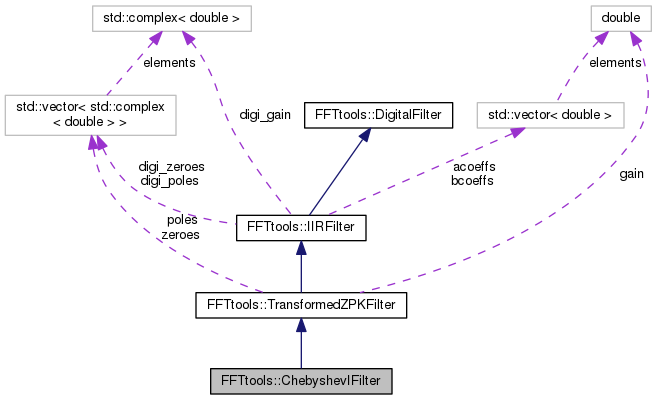 std::complex< double >
double
elements
elements
std::vector< std::complex
< double > >
digi_gain
FFTtools::DigitalFilter
std::vector< double >
digi_zeroes
digi_poles
acoeffs
bcoeffs
gain
poles
zeroes
FFTtools::IIRFilter
FFTtools::TransformedZPKFilter
FFTtools::ChebyshevIFilter